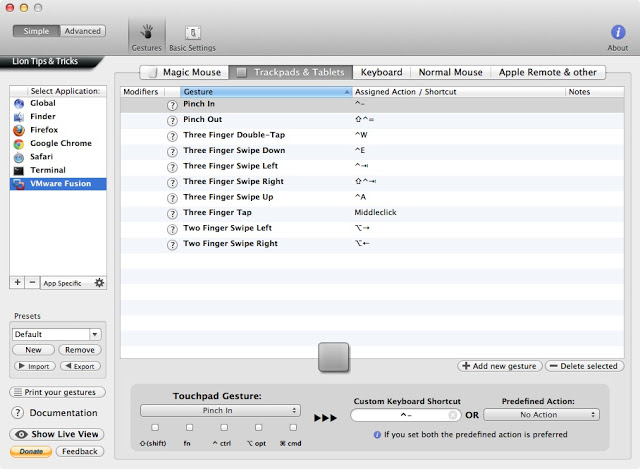 Simple Advanced
Gestures
Basic Settings
About
Lion Tips & Tricks
Magic Mouse
Trackpads & Tablets
Keyboard
Normal Mouse
Apple Remote & other
Select Application:
Global
Finder
Firefox
Google Chrome
Safari
Terminal
VMware Fusion
+ − App Specific
Modifiers Gesture Assigned Action / Shortcut Notes
? Pinch In ^-
? Pinch Out ⇧^=
? Three Finger Double-Tap ^W
? Three Finger Swipe Down ^E
? Three Finger Swipe Left ^⇥
? Three Finger Swipe Right ⇧^⇥
? Three Finger Swipe Up ^A
? Three Finger Tap Middleclick
? Two Finger Swipe Left ⌥→
? Two Finger Swipe Right ⌥←
Presets
Default
New Remove
Import Export
Print your gestures
? Documentation
Show Live View
Donate Feedback
+ Add new gesture − Delete selected
Touchpad Gesture:
Pinch In
⇧(shift) fn ^ ctrl ⌥ opt ⌘ cmd
Custom Keyboard Shortcut
^-
OR
Predefined Action:
No Action
i If you set both the predefined action is preferred